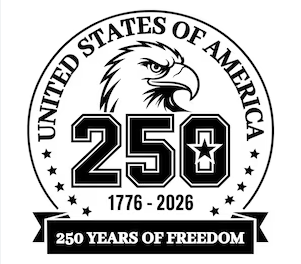 UNITED STATES OF AMERICA
250
1776 - 2026
250 YEARS OF FREEDOM